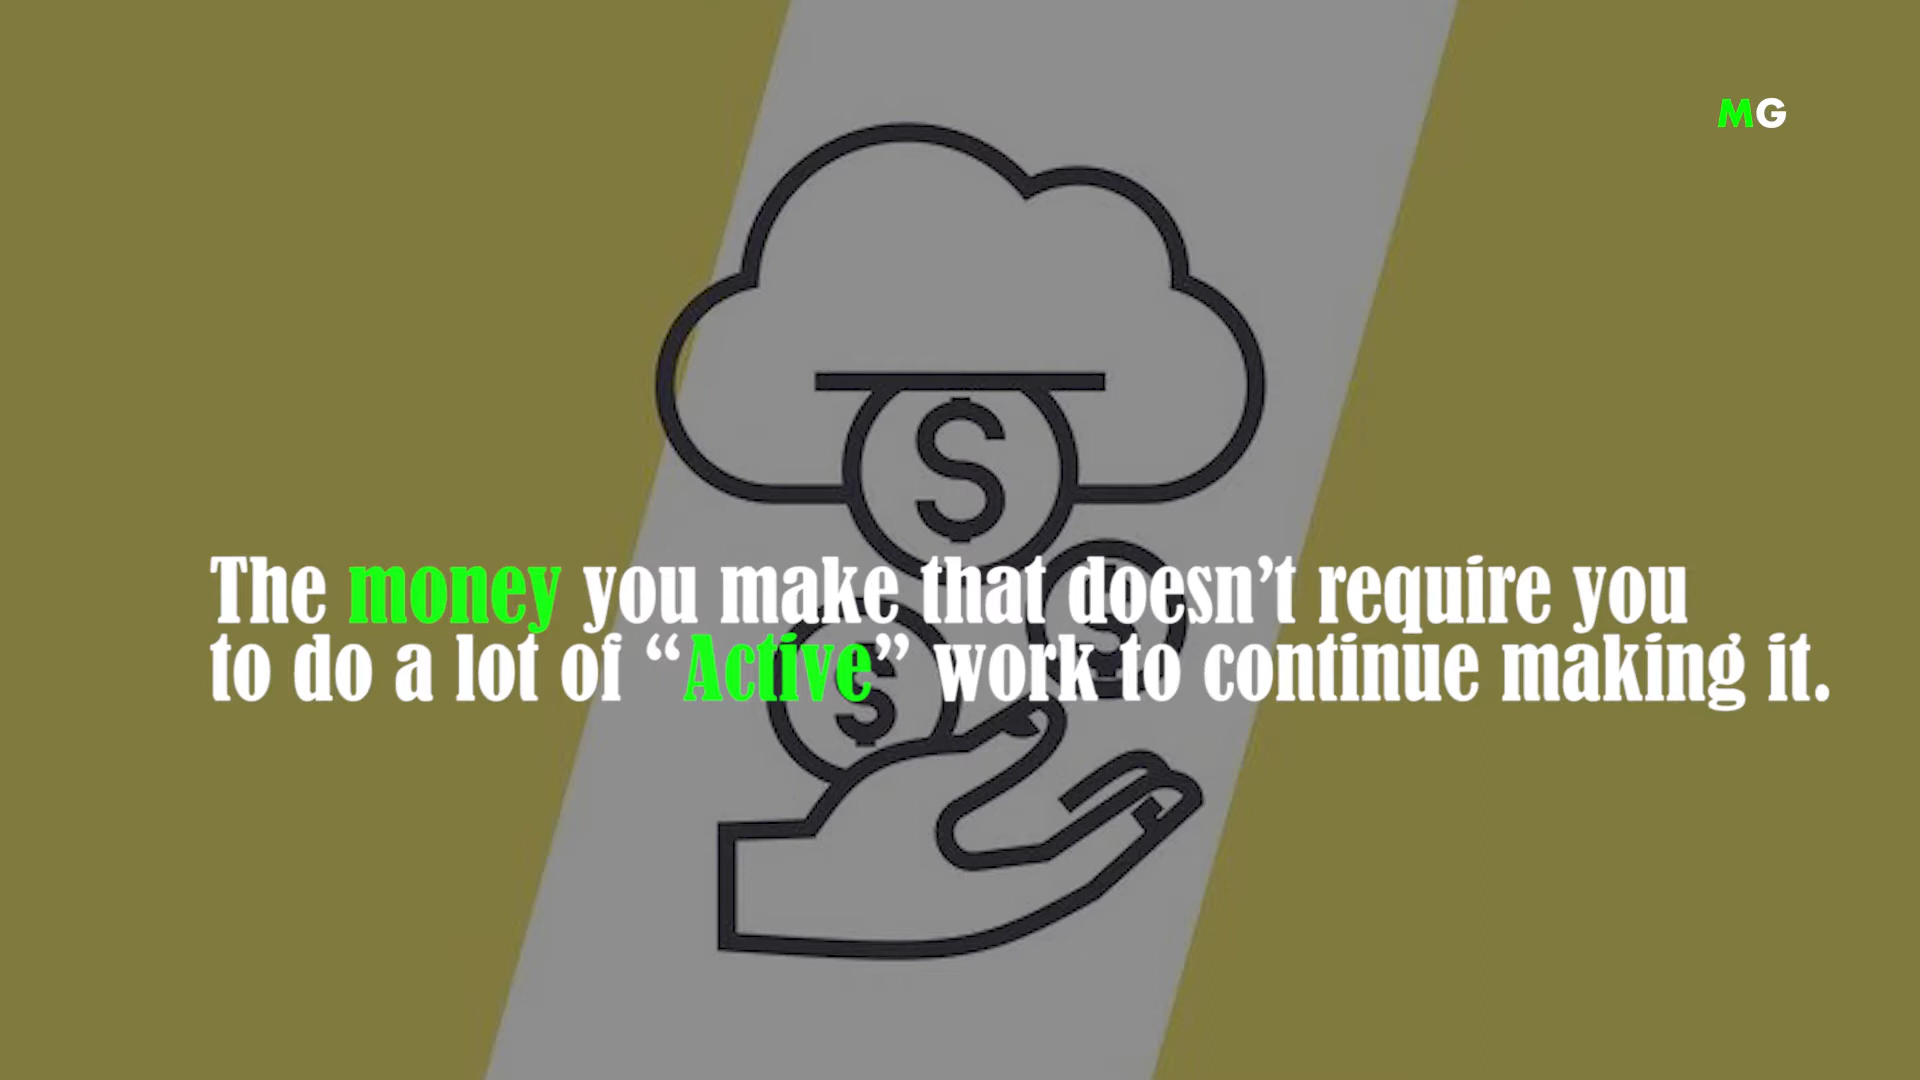 MG
$
$
$
The money you make that doesn’t require you
to do a lot of “Active” work to continue making it.